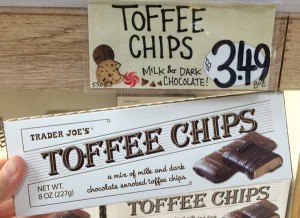 TOFFEE
CHIPS
MILK & DARK
CHOCOLATE!
$3.49
8oz
TRADER JOE'S®
TOFFEE CHIPS
a mix of milk and dark
chocolate enrobed toffee chips
NET WT.
8 OZ (227g)
TOFFEE CHIPS